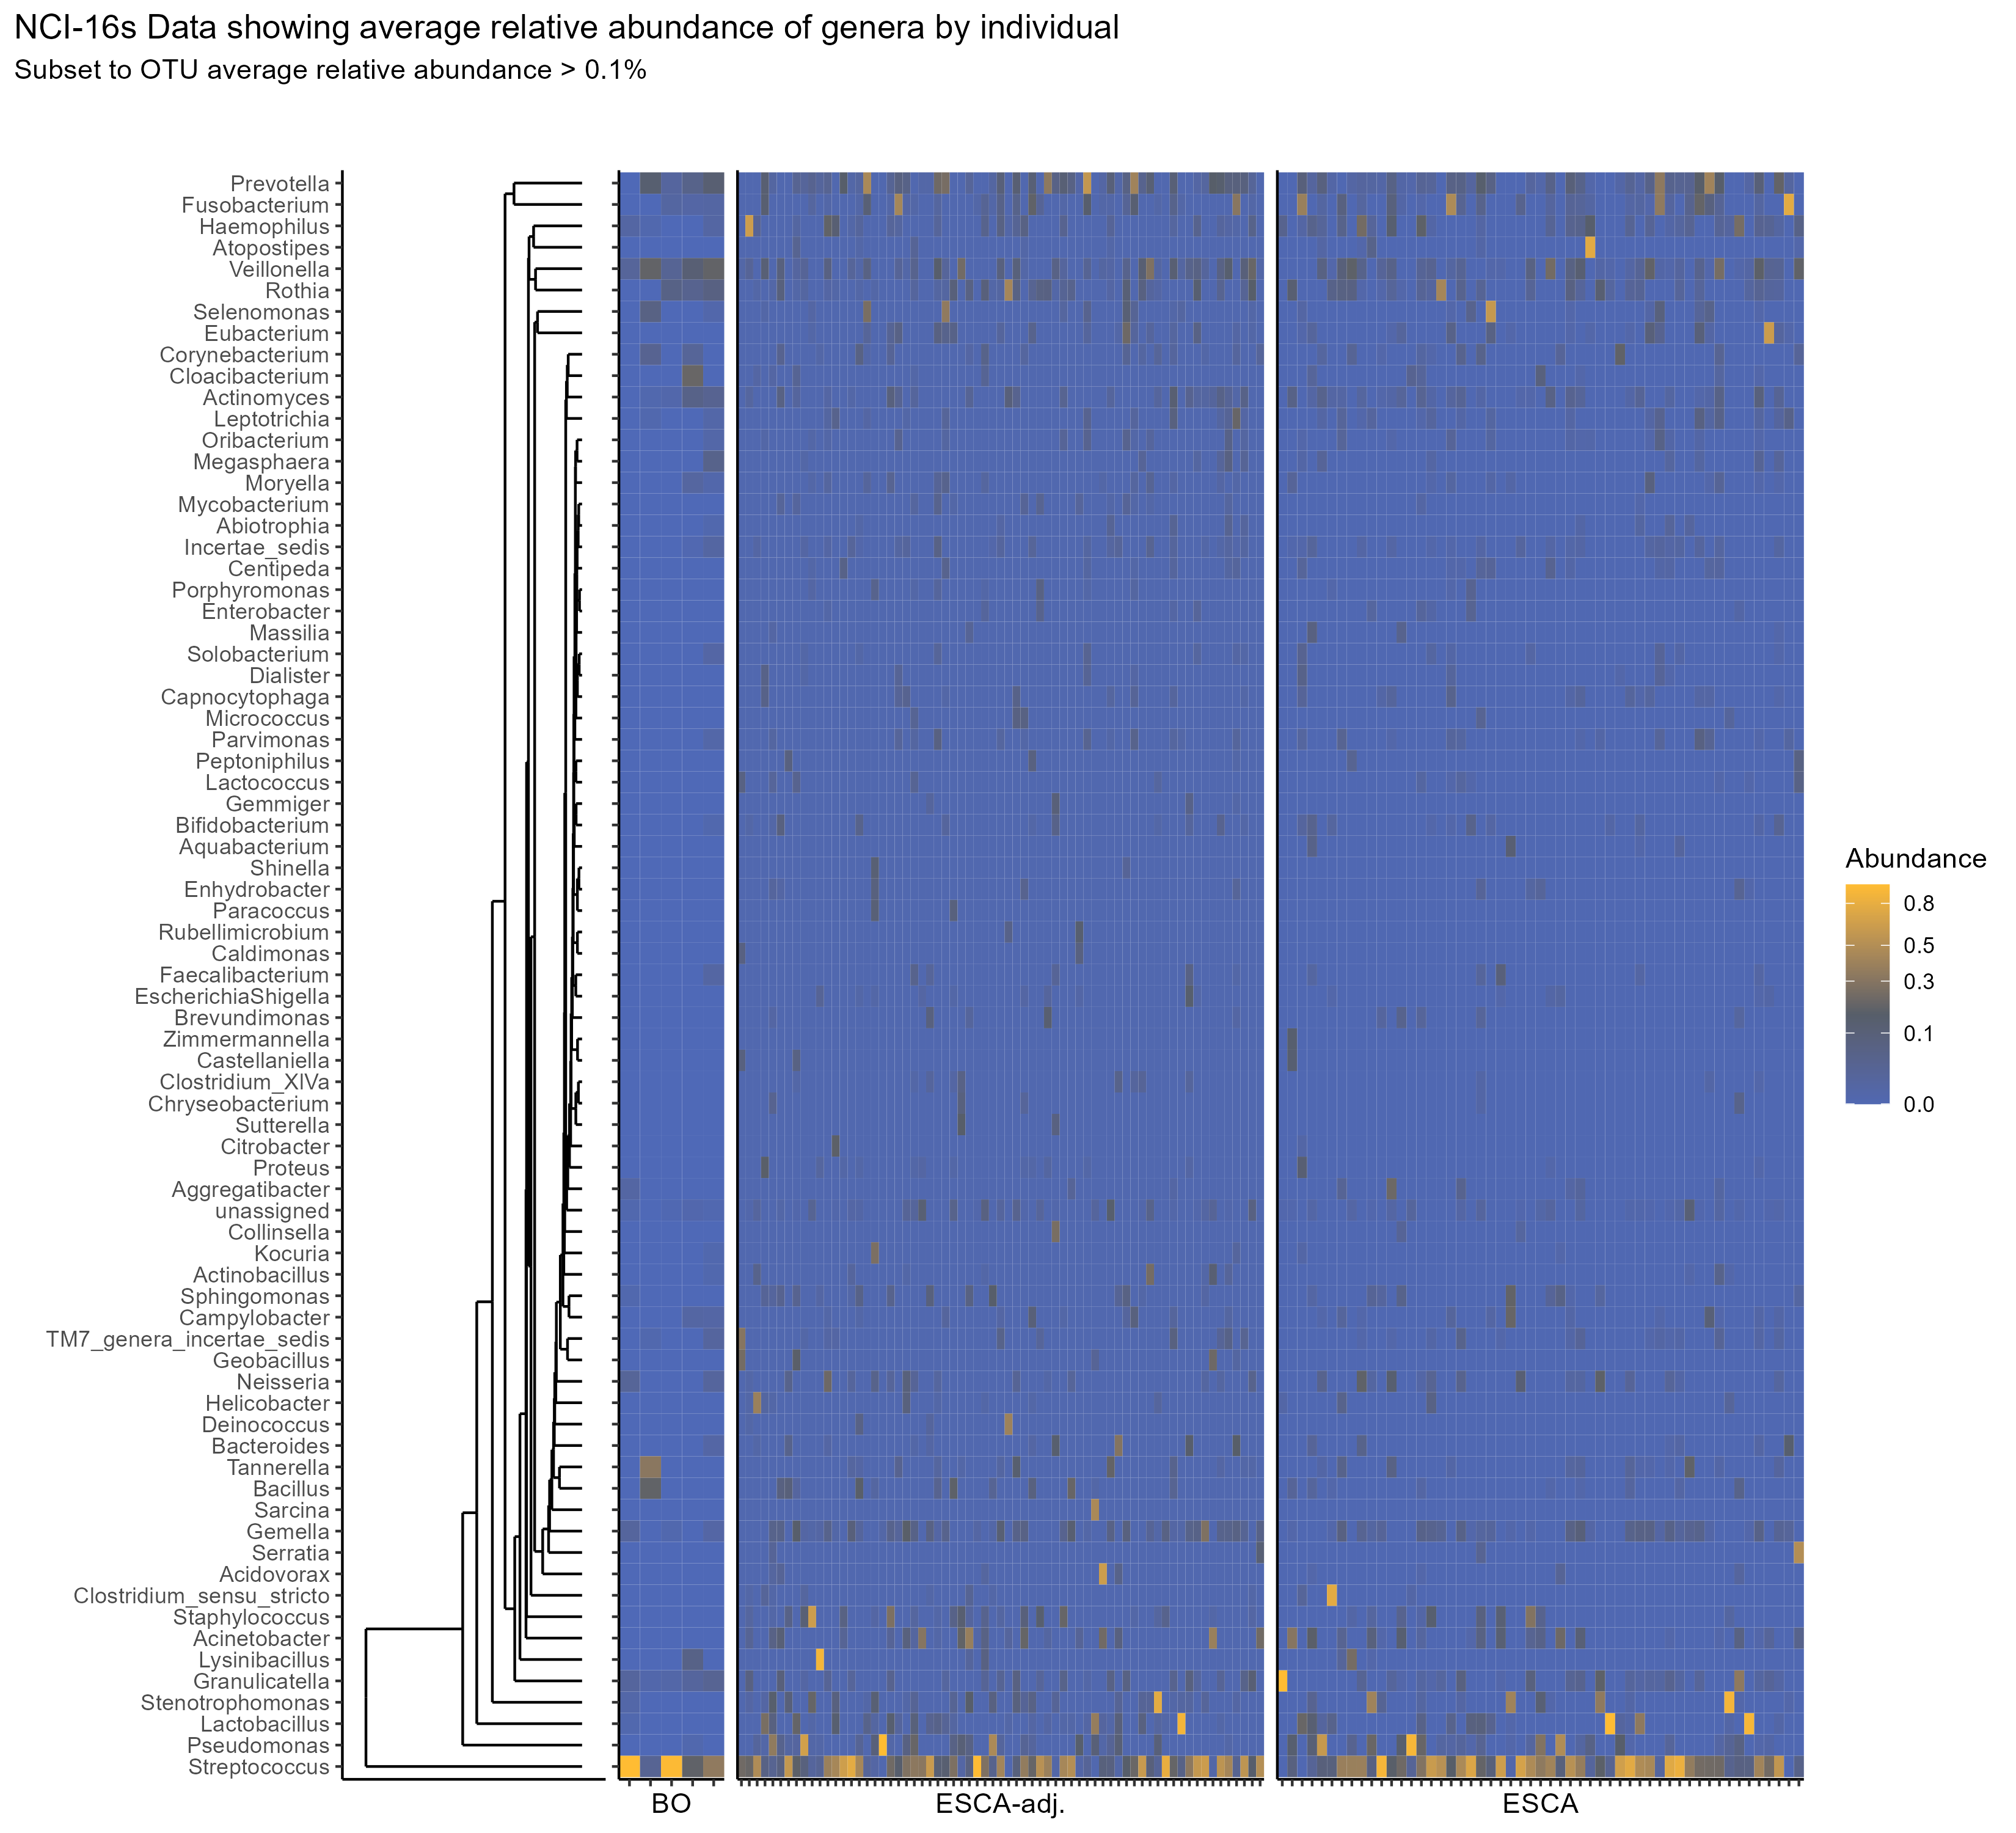 NCI-16s Data showing average relative abundance of genera by individual
Subset to OTU average relative abundance > 0.1%
Prevotella
Fusobacterium
Haemophilus
Atopostipes
Veillonella
Rothia
Selenomonas
Eubacterium
Corynebacterium
Cloacibacterium
Actinomyces
Leptotrichia
Oribacterium
Megasphaera
Moryella
Mycobacterium
Abiotrophia
Incertae_sedis
Centipeda
Porphyromonas
Enterobacter
Massilia
Solobacterium
Dialister
Capnocytophaga
Micrococcus
Parvimonas
Peptoniphilus
Lactococcus
Gemmiger
Bifidobacterium
Aquabacterium
Shinella
Enhydrobacter
Paracoccus
Rubellimicrobium
Caldimonas
Faecalibacterium
EscherichiaShigella
Brevundimonas
Zimmermannella
Castellaniella
Clostridium_XlVa
Chryseobacterium
Sutterella
Citrobacter
Proteus
Aggregatibacter
unassigned
Collinsella
Kocuria
Actinobacillus
Sphingomonas
Campylobacter
TM7_genera_incertae_sedis
Geobacillus
Neisseria
Helicobacter
Deinococcus
Bacteroides
Tannerella
Bacillus
Sarcina
Gemella
Serratia
Acidovorax
Clostridium_sensu_stricto
Staphylococcus
Acinetobacter
Lysinibacillus
Granulicatella
Stenotrophomonas
Lactobacillus
Pseudomonas
Streptococcus
BO
ESCA-adj.
ESCA
Abundance
0.8
0.5
0.3
0.1
0.0